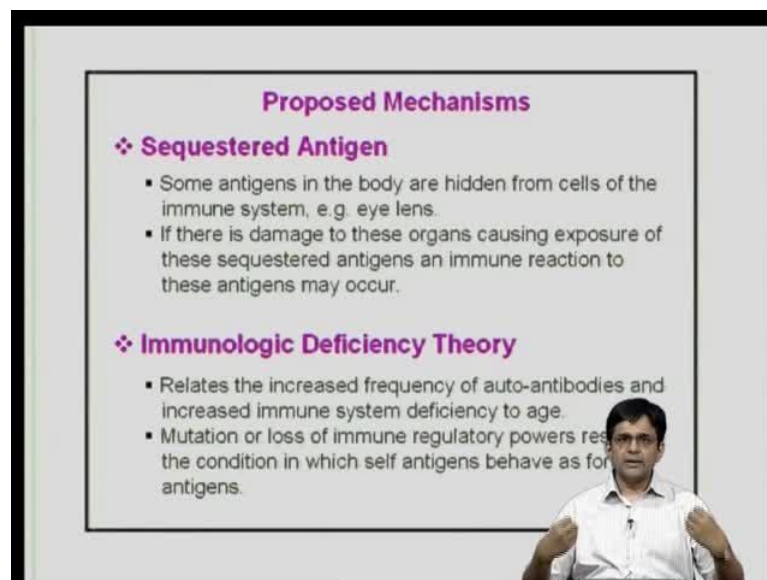 Proposed Mechanisms
❖ Sequestered Antigen
▪ Some antigens in the body are hidden from cells of the
immune system, e.g. eye lens.
▪ If there is damage to these organs causing exposure of
these sequestered antigens an immune reaction to
these antigens may occur.
❖ Immunologic Deficiency Theory
▪ Relates the increased frequency of auto-antibodies and
increased immune system deficiency to age.
▪ Mutation or loss of immune regulatory powers
the condition in which self antigens behave as
antigens.